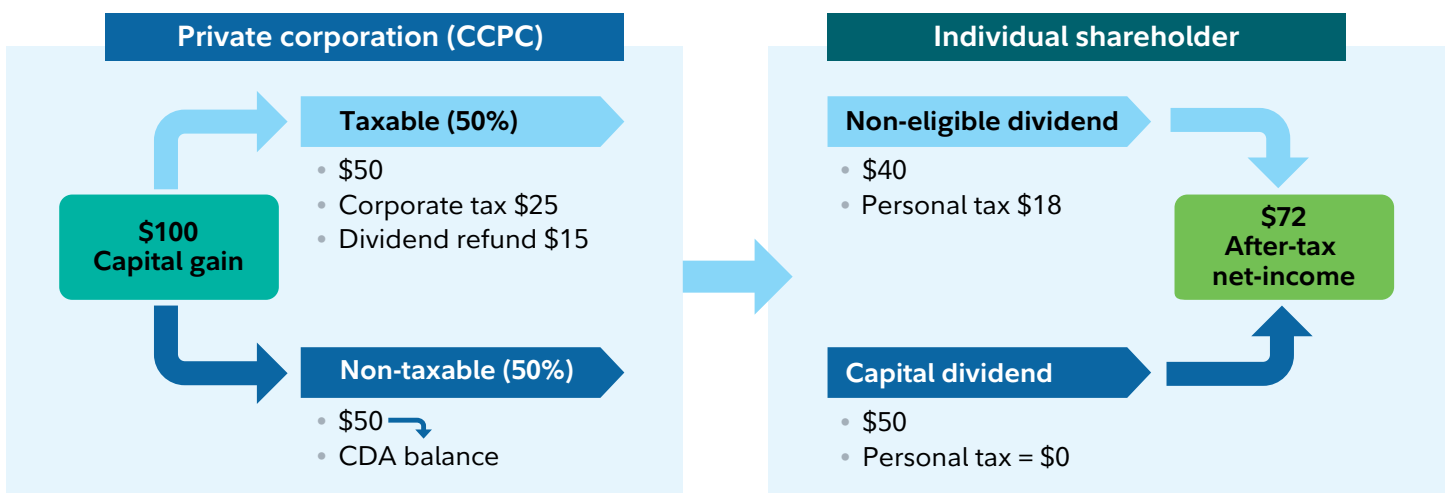 Private corporation (CCPC)
$100
Capital gain
Taxable (50%)
• $50
• Corporate tax $25
• Dividend refund $15
Non-taxable (50%)
• $50
• CDA balance
Individual shareholder
Non-eligible dividend
• $40
• Personal tax $18
Capital dividend
• $50
• Personal tax = $0
$72
After-tax
net-income